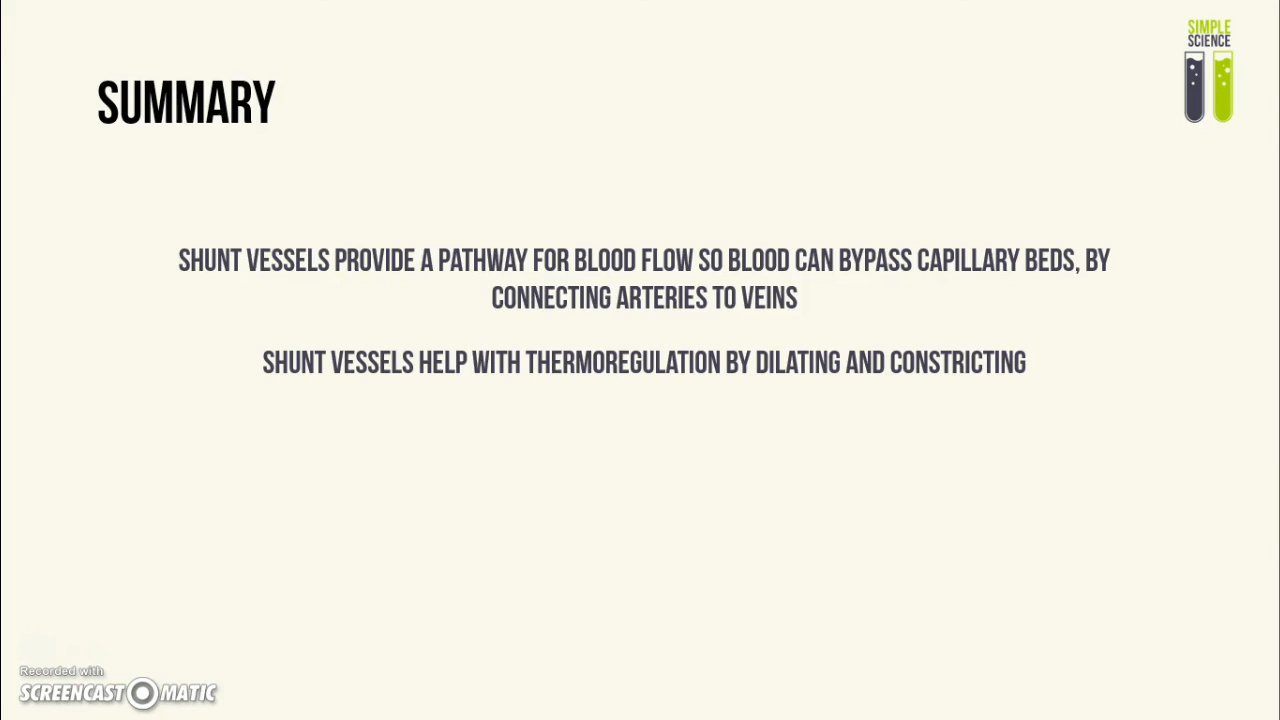 SIMPLE
SCIENCE
SUMMARY
SHUNT VESSELS PROVIDE A PATHWAY FOR BLOOD FLOW SO BLOOD CAN BYPASS CAPILLARY BEDS, BY
CONNECTING ARTERIES TO VEINS
SHUNT VESSELS HELP WITH THERMOREGULATION BY DILATING AND CONSTRICTING
Recorded with
SCREENCAST MATIC